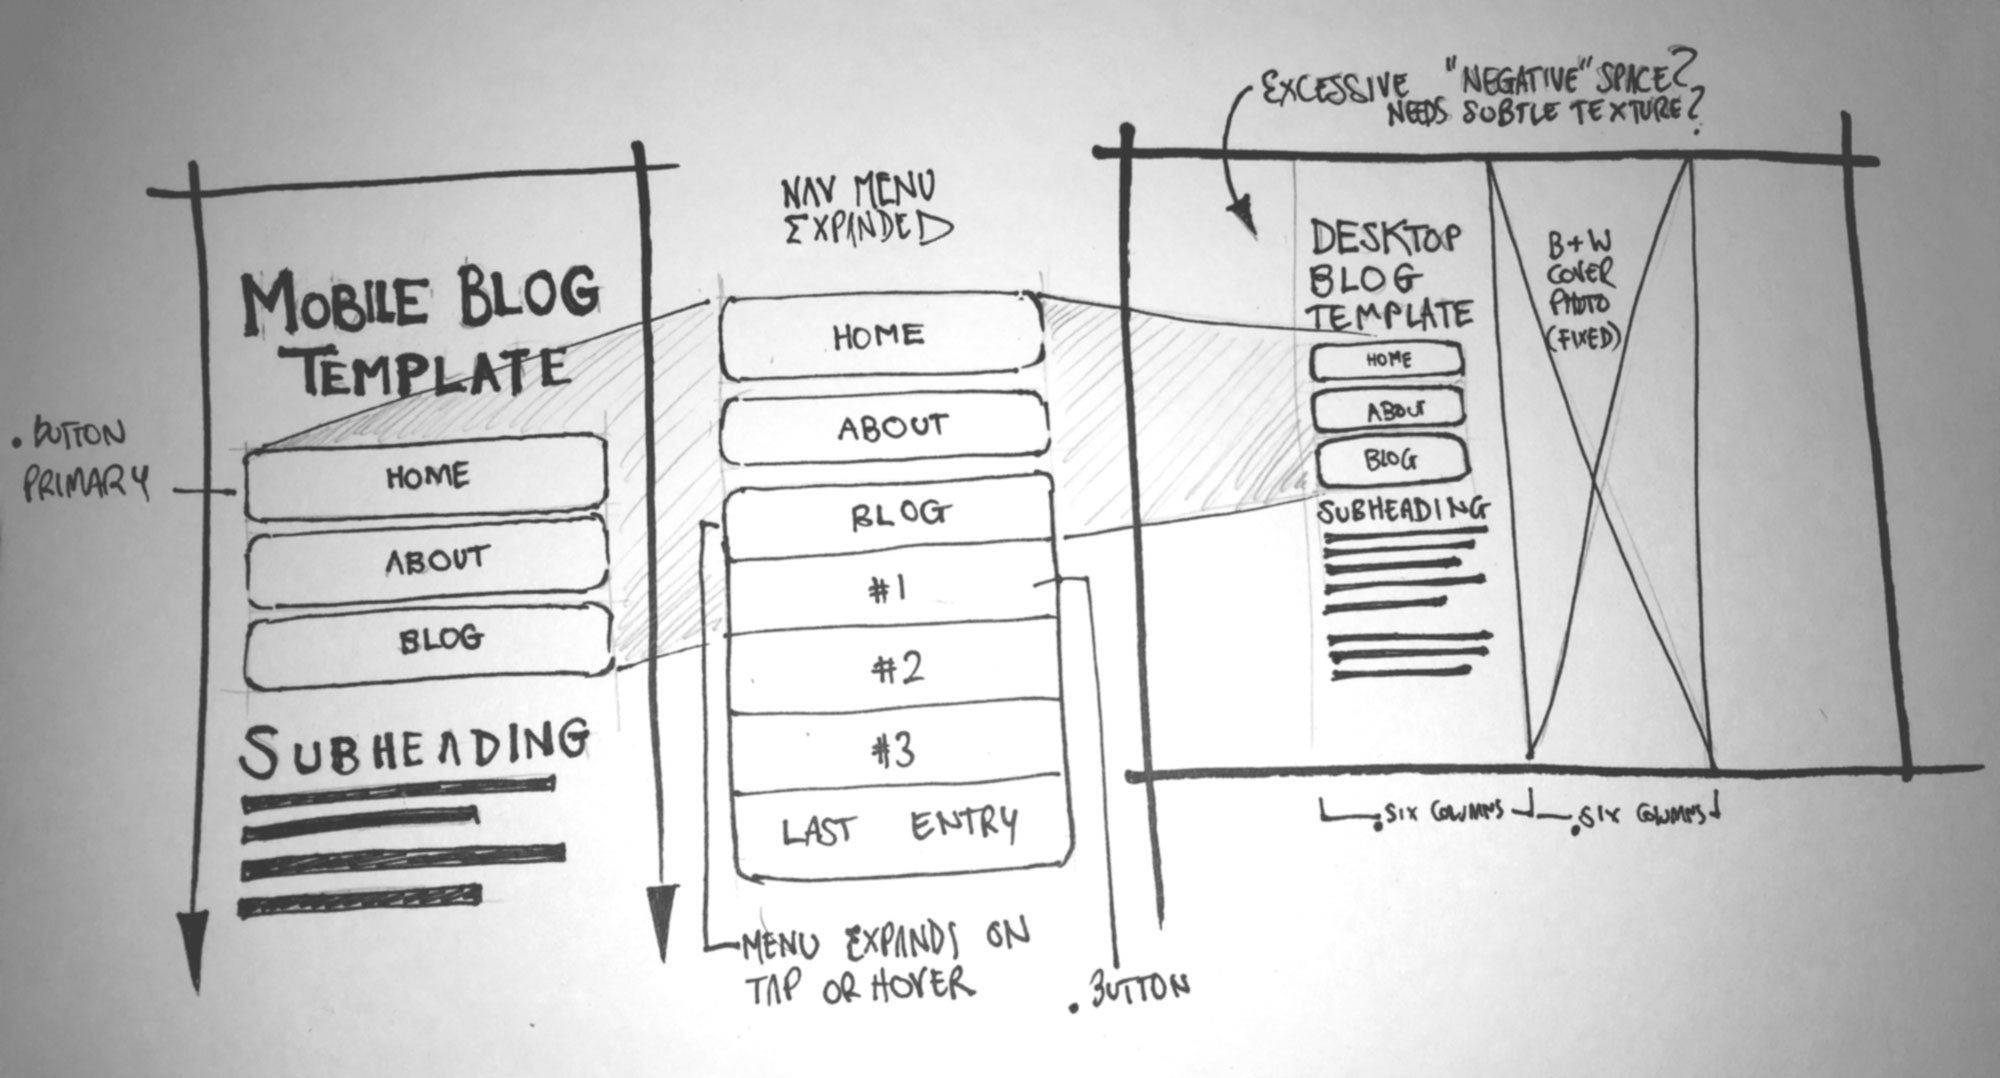 MOBILE BLOG
TEMPLATE
.BUTTON
PRIMARY
HOME
ABOUT
BLOG
SUBHEADING
NAV MENU
EXPANDED
HOME
ABOUT
BLOG
#1
#2
#3
LAST ENTRY
MENU EXPANDS ON
TAP OR HOVER
.BUTTON
EXCESSIVE "NEGATIVE" SPACE?
NEEDS SUBTLE TEXTURE?
DESKTOP
BLOG
TEMPLATE
HOME
ABOUT
BLOG
SUBHEADING
B+W
COVER
PHOTO
(FIXED)
.SIX COLUMNS
.SIX COLUMNS